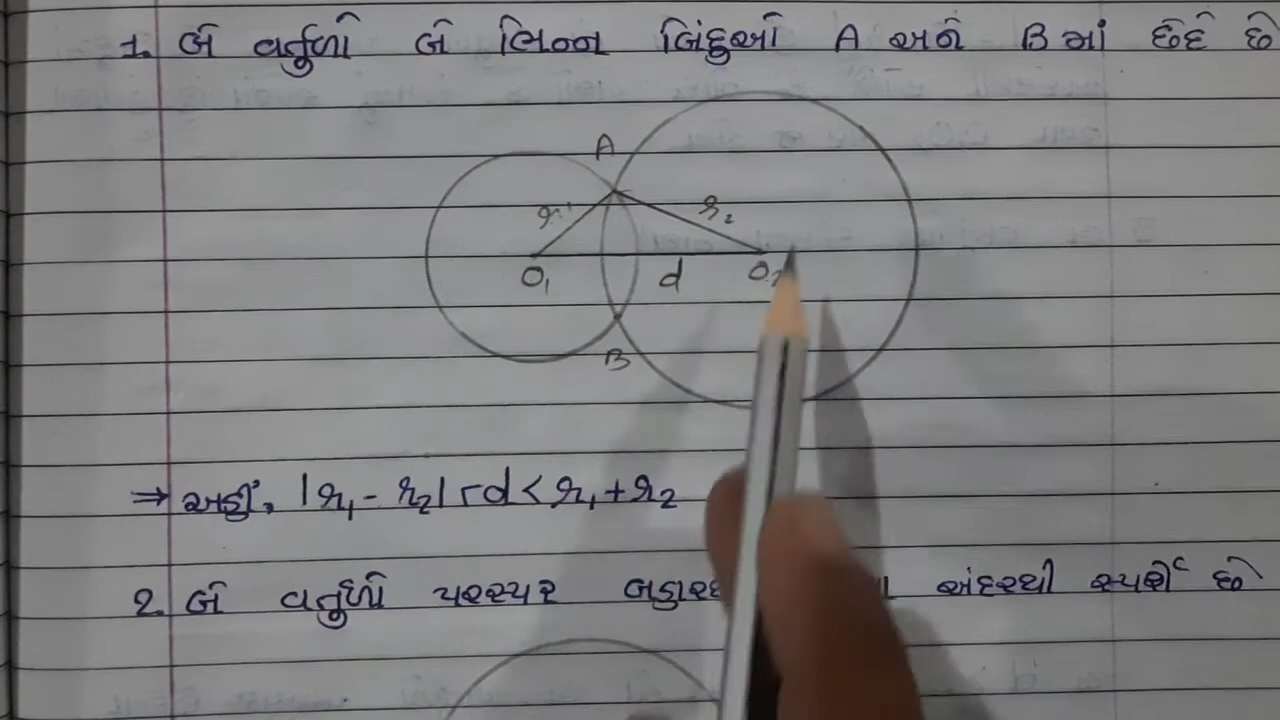 1. બે વર્તુળો બે ભિન્ન બિંદુઓ A અને B માં છેદે છે
A
r₁ r₂
O₁ d O₂
B
⇒ અહીં, |r₁ - r₂| < d < r₁ + r₂
2. બે વર્તુળો પરસ્પર અંદરથી સ્પર્શે છે